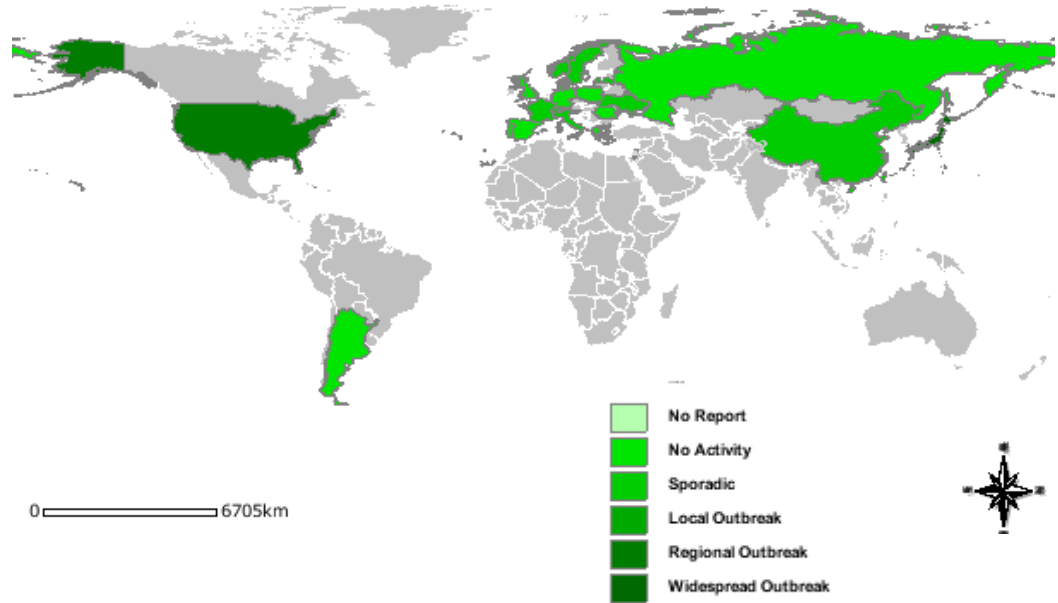 No Report
No Activity
Sporadic
Local Outbreak
Regional Outbreak
Widespread Outbreak
0 6705km